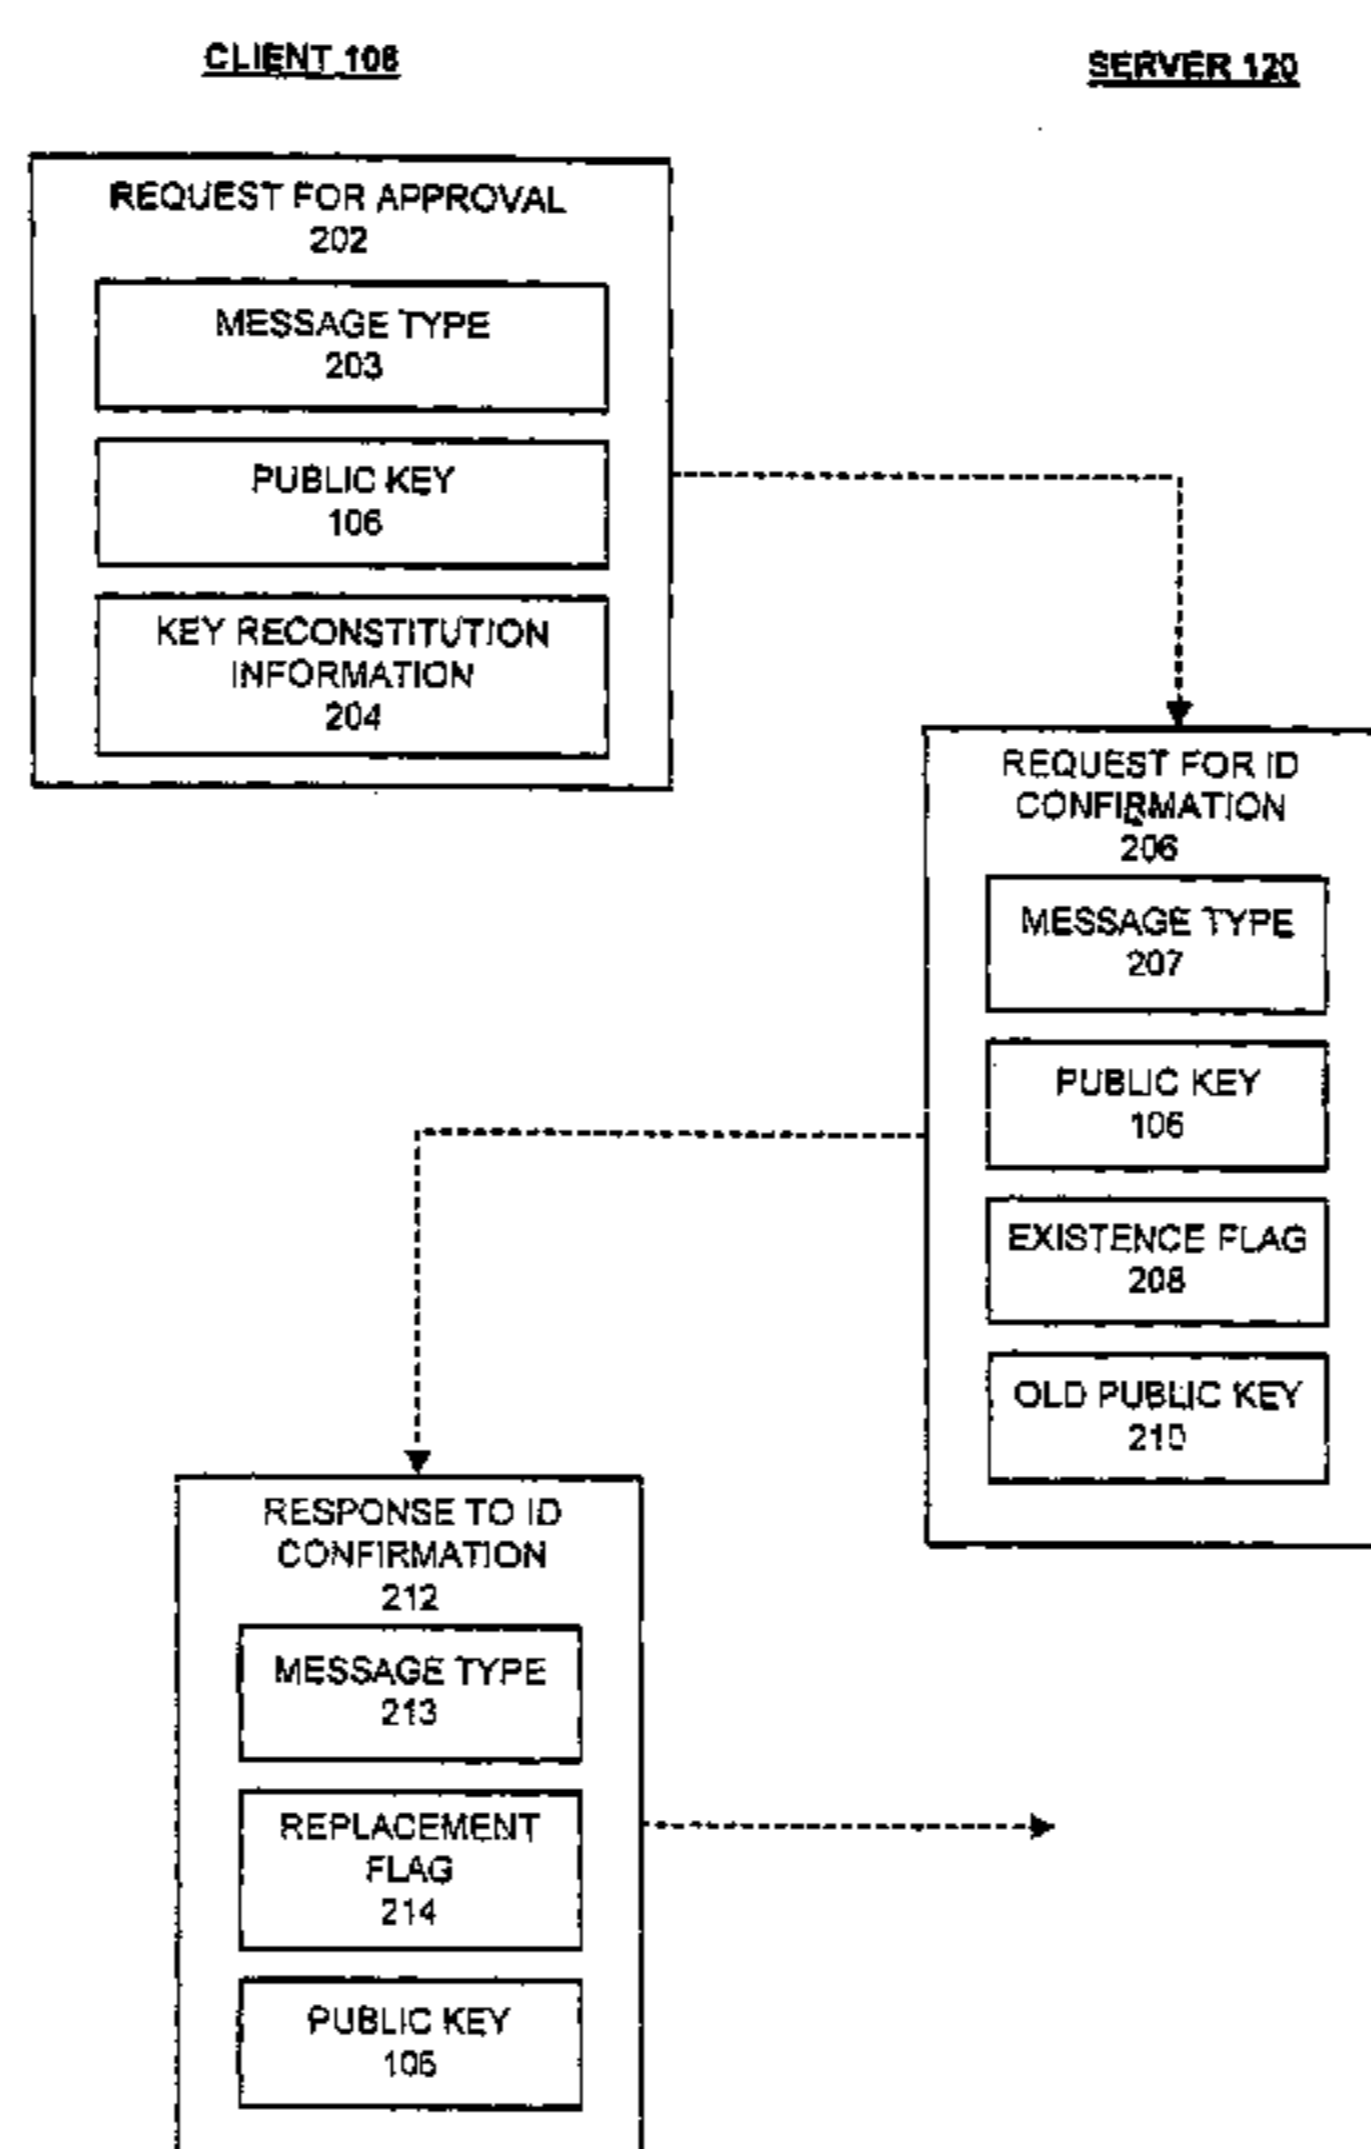 CLIENT 108
SERVER 120
REQUEST FOR APPROVAL
202
MESSAGE TYPE
203
PUBLIC KEY
106
KEY RECONSTITUTION
INFORMATION
204
REQUEST FOR ID
CONFIRMATION
206
MESSAGE TYPE
207
PUBLIC KEY
106
EXISTENCE FLAG
208
OLD PUBLIC KEY
210
RESPONSE TO ID
CONFIRMATION
212
MESSAGE TYPE
213
REPLACEMENT
FLAG
214
PUBLIC KEY
106